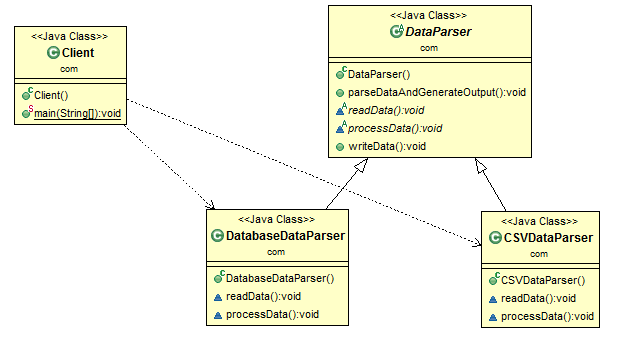 <<Java Class>>
Client
com
Client()
main(String[]):void
<<Java Class>>
DataParser
com
DataParser()
parseDataAndGenerateOutput():void
readData():void
processData():void
writeData():void
<<Java Class>>
DatabaseDataParser
com
DatabaseDataParser()
readData():void
processData():void
<<Java Class>>
CSVDataParser
com
CSVDataParser()
readData():void
processData():void